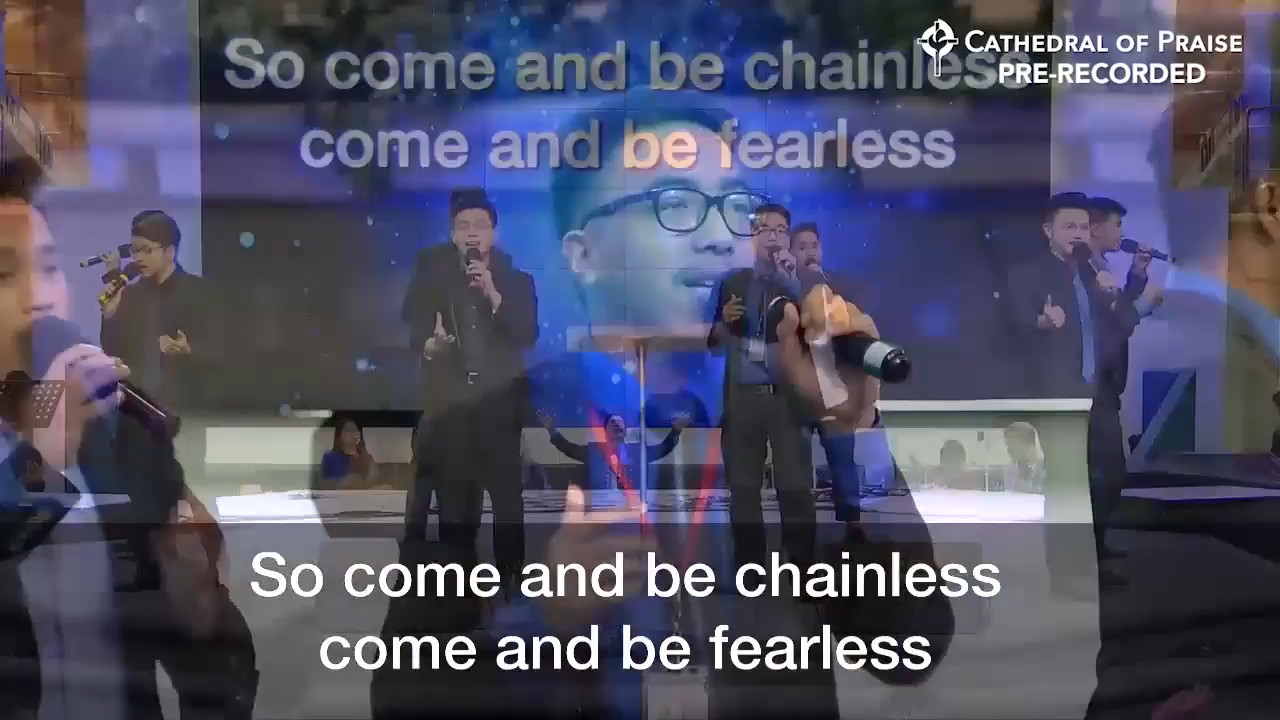 So come and be chainless
come and be fearless
CATHEDRAL OF PRAISE
PRE-RECORDED
So come and be chainless
come and be fearless